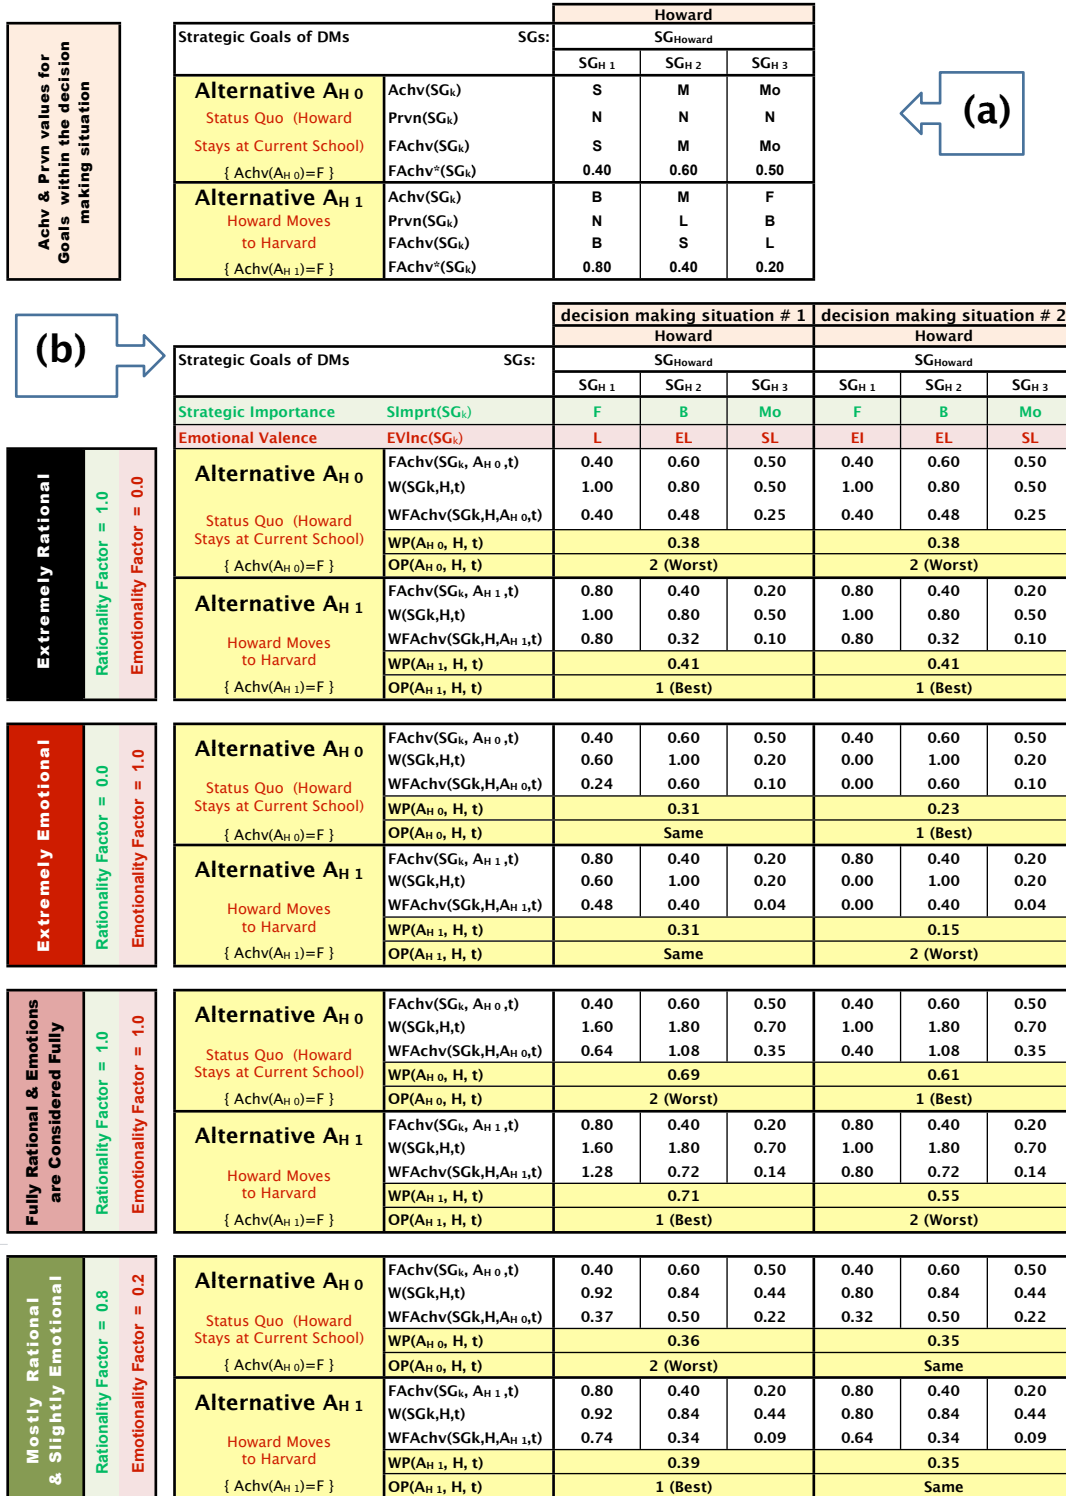 Howard
Strategic Goals of DMs SGs: SGHoward
SGH 1 SGH 2 SGH 3
Achv & Prvn values for
Goals within the decision
making situation
Alternative AH 0 Achv(SGk) S M Mo
Status Quo (Howard Prvn(SGk) N N N
Stays at Current School) FAchv(SGk) S M Mo
{ Achv(AH 0)=F } FAchv*(SGk) 0.40 0.60 0.50
Alternative AH 1 Achv(SGk) B M F
Howard Moves Prvn(SGk) N L B
to Harvard FAchv(SGk) B S L
{ Achv(AH 1)=F } FAchv*(SGk) 0.80 0.40 0.20
(a)
(b)
decision making situation # 1 decision making situation # 2
Howard Howard
Strategic Goals of DMs SGs: SGHoward SGHoward
SGH 1 SGH 2 SGH 3 SGH 1 SGH 2 SGH 3
Strategic Importance SImprt(SGk) F B Mo F B Mo
Emotional Valence EVlnc(SGk) L EL SL EI EL SL
Extremely Rational
Rationality Factor = 1.0
Emotionality Factor = 0.0
Alternative AH 0 FAchv(SGk, AH 0 ,t) 0.40 0.60 0.50 0.40 0.60 0.50
W(SGk,H,t) 1.00 0.80 0.50 1.00 0.80 0.50
Status Quo (Howard WFAchv(SGk,H,AH 0,t) 0.40 0.48 0.25 0.40 0.48 0.25
Stays at Current School) WP(AH 0, H, t) 0.38 0.38
{ Achv(AH 0)=F } OP(AH 0, H, t) 2 (Worst) 2 (Worst)
Alternative AH 1 FAchv(SGk, AH 1 ,t) 0.80 0.40 0.20 0.80 0.40 0.20
W(SGk,H,t) 1.00 0.80 0.50 1.00 0.80 0.50
Howard Moves WFAchv(SGk,H,AH 1,t) 0.80 0.32 0.10 0.80 0.32 0.10
to Harvard WP(AH 1, H, t) 0.41 0.41
{ Achv(AH 1)=F } OP(AH 1, H, t) 1 (Best) 1 (Best)
Extremely Emotional
Rationality Factor = 0.0
Emotionality Factor = 1.0
Alternative AH 0 FAchv(SGk, AH 0 ,t) 0.40 0.60 0.50 0.40 0.60 0.50
W(SGk,H,t) 0.60 1.00 0.20 0.00 1.00 0.20
Status Quo (Howard WFAchv(SGk,H,AH 0,t) 0.24 0.60 0.10 0.00 0.60 0.10
Stays at Current School) WP(AH 0, H, t) 0.31 0.23
{ Achv(AH 0)=F } OP(AH 0, H, t) Same 1 (Best)
Alternative AH 1 FAchv(SGk, AH 1 ,t) 0.80 0.40 0.20 0.80 0.40 0.20
W(SGk,H,t) 0.60 1.00 0.20 0.00 1.00 0.20
Howard Moves WFAchv(SGk,H,AH 1,t) 0.48 0.40 0.04 0.00 0.40 0.04
to Harvard WP(AH 1, H, t) 0.31 0.15
{ Achv(AH 1)=F } OP(AH 1, H, t) Same 2 (Worst)
Fully Rational & Emotions
are Considered Fully
Rationality Factor = 1.0
Emotionality Factor = 1.0
Alternative AH 0 FAchv(SGk, AH 0 ,t) 0.40 0.60 0.50 0.40 0.60 0.50
W(SGk,H,t) 1.60 1.80 0.70 1.00 1.80 0.70
Status Quo (Howard WFAchv(SGk,H,AH 0,t) 0.64 1.08 0.35 0.40 1.08 0.35
Stays at Current School) WP(AH 0, H, t) 0.69 0.61
{ Achv(AH 0)=F } OP(AH 0, H, t) 2 (Worst) 1 (Best)
Alternative AH 1 FAchv(SGk, AH 1 ,t) 0.80 0.40 0.20 0.80 0.40 0.20
W(SGk,H,t) 1.60 1.80 0.70 1.00 1.80 0.70
Howard Moves WFAchv(SGk,H,AH 1,t) 1.28 0.72 0.14 0.80 0.72 0.14
to Harvard WP(AH 1, H, t) 0.71 0.55
{ Achv(AH 1)=F } OP(AH 1, H, t) 1 (Best) 2 (Worst)
Mostly Rational
& Slightly Emotional
Rationality Factor = 0.8
Emotionality Factor = 0.2
Alternative AH 0 FAchv(SGk, AH 0 ,t) 0.40 0.60 0.50 0.40 0.60 0.50
W(SGk,H,t) 0.92 0.84 0.44 0.80 0.84 0.44
Status Quo (Howard WFAchv(SGk,H,AH 0,t) 0.37 0.50 0.22 0.32 0.50 0.22
Stays at Current School) WP(AH 0, H, t) 0.36 0.35
{ Achv(AH 0)=F } OP(AH 0, H, t) 2 (Worst) Same
Alternative AH 1 FAchv(SGk, AH 1 ,t) 0.80 0.40 0.20 0.80 0.40 0.20
W(SGk,H,t) 0.92 0.84 0.44 0.80 0.84 0.44
Howard Moves WFAchv(SGk,H,AH 1,t) 0.74 0.34 0.09 0.64 0.34 0.09
to Harvard WP(AH 1, H, t) 0.39 0.35
{ Achv(AH 1)=F } OP(AH 1, H, t) 1 (Best) Same